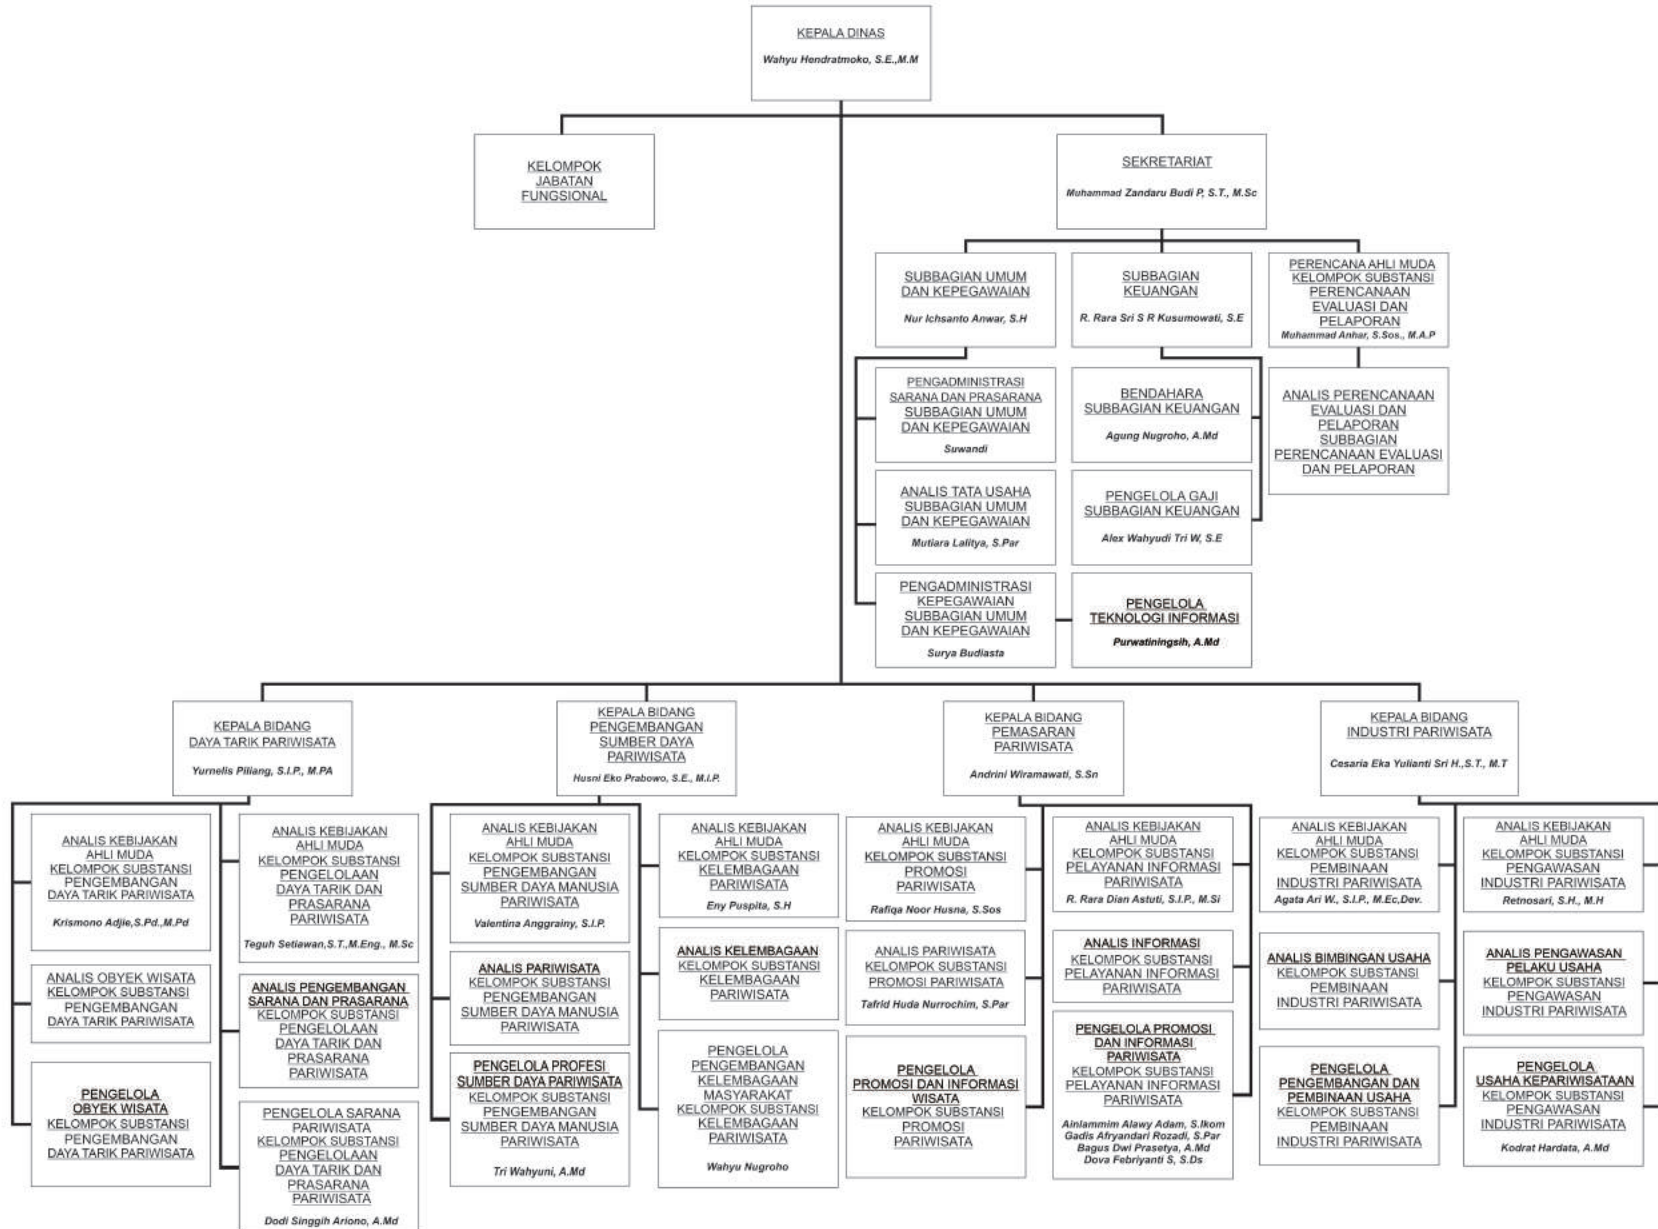 KEPALA DINAS
Wahyu Hendratmoko, S.E.,M.M
KELOMPOK
JABATAN
FUNGSIONAL
SEKRETARIAT
Muhammad Zandaru Budi P, S.T., M.Sc
SUBBAGIAN UMUM
DAN KEPEGAWAIAN
Nur Ichsanto Anwar, S.H
SUBBAGIAN
KEUANGAN
R. Rara Sri S R Kusumowati, S.E
PERENCANA AHLI MUDA
KELOMPOK SUBSTANSI
PERENCANAAN
EVALUASI DAN
PELAPORAN
Muhammad Anhar, S.Sos., M.A.P
PENGADMINISTRASI
SARANA DAN PRASARANA
SUBBAGIAN UMUM
DAN KEPEGAWAIAN
Suwandi
BENDAHARA
SUBBAGIAN KEUANGAN
Agung Nugroho, A.Md
ANALIS PERENCANAAN
EVALUASI DAN
PELAPORAN
SUBBAGIAN
PERENCANAAN EVALUASI
DAN PELAPORAN
ANALIS TATA USAHA
SUBBAGIAN UMUM
DAN KEPEGAWAIAN
Mutiara Lalitya, S.Par
PENGELOLA GAJI
SUBBAGIAN KEUANGAN
Alex Wahyudi Tri W, S.E
PENGADMINISTRASI
KEPEGAWAIAN
SUBBAGIAN UMUM
DAN KEPEGAWAIAN
Surya Budiasta
PENGELOLA
TEKNOLOGI INFORMASI
Purwatiningsih, A.Md
KEPALA BIDANG
DAYA TARIK PARIWISATA
Yurnelis Piliang, S.I.P., M.PA
KEPALA BIDANG
PENGEMBANGAN
SUMBER DAYA
PARIWISATA
Husni Eko Prabowo, S.E., M.I.P.
KEPALA BIDANG
PEMASARAN
PARIWISATA
Andrini Wiramawati, S.Sn
KEPALA BIDANG
INDUSTRI PARIWISATA
Cesaria Eka Yulianti Sri H.,S.T., M.T
ANALIS KEBIJAKAN
AHLI MUDA
KELOMPOK SUBSTANSI
PENGEMBANGAN
DAYA TARIK PARIWISATA
Krismono Adjie,S.Pd.,M.Pd
ANALIS KEBIJAKAN
AHLI MUDA
KELOMPOK SUBSTANSI
PENGELOLAAN
DAYA TARIK DAN
PRASARANA
PARIWISATA
Teguh Setiawan,S.T.,M.Eng., M.Sc
ANALIS KEBIJAKAN
AHLI MUDA
KELOMPOK SUBSTANSI
PENGEMBANGAN
SUMBER DAYA MANUSIA
PARIWISATA
Valentina Anggrainy, S.I.P.
ANALIS KEBIJAKAN
AHLI MUDA
KELOMPOK SUBSTANSI
KELEMBAGAAN
PARIWISATA
Eny Puspita, S.H
ANALIS KEBIJAKAN
AHLI MUDA
KELOMPOK SUBSTANSI
PROMOSI
PARIWISATA
Rafiqa Noor Husna, S.Sos
ANALIS KEBIJAKAN
AHLI MUDA
KELOMPOK SUBSTANSI
PELAYANAN INFORMASI
PARIWISATA
R. Rara Dian Astuti, S.I.P., M.Si
ANALIS KEBIJAKAN
AHLI MUDA
KELOMPOK SUBSTANSI
PEMBINAAN
INDUSTRI PARIWISATA
Agata Ari W., S.I.P., M.Ec,Dev.
ANALIS KEBIJAKAN
AHLI MUDA
KELOMPOK SUBSTANSI
PENGAWASAN
INDUSTRI PARIWISATA
Retnosari, S.H., M.H
ANALIS OBYEK WISATA
KELOMPOK SUBSTANSI
PENGEMBANGAN
DAYA TARIK PARIWISATA
ANALIS PENGEMBANGAN
SARANA DAN PRASARANA
KELOMPOK SUBSTANSI
PENGELOLAAN
DAYA TARIK DAN
PRASARANA
PARIWISATA
ANALIS PARIWISATA
KELOMPOK SUBSTANSI
PENGEMBANGAN
SUMBER DAYA MANUSIA
PARIWISATA
ANALIS KELEMBAGAAN
KELOMPOK SUBSTANSI
KELEMBAGAAN
PARIWISATA
ANALIS PARIWISATA
KELOMPOK SUBSTANSI
PROMOSI PARIWISATA
Tafrid Huda Nurrochim, S.Par
ANALIS INFORMASI
KELOMPOK SUBSTANSI
PELAYANAN INFORMASI
PARIWISATA
ANALIS BIMBINGAN USAHA
KELOMPOK SUBSTANSI
PEMBINAAN
INDUSTRI PARIWISATA
ANALIS PENGAWASAN
PELAKU USAHA
KELOMPOK SUBSTANSI
PENGAWASAN
INDUSTRI PARIWISATA
PENGELOLA
OBYEK WISATA
KELOMPOK SUBSTANSI
PENGEMBANGAN
DAYA TARIK PARIWISATA
PENGELOLA SARANA
PARIWISATA
KELOMPOK SUBSTANSI
PENGELOLAAN
DAYA TARIK DAN
PRASARANA
PARIWISATA
Dodi Singgih Ariono, A.Md
PENGELOLA PROFESI
SUMBER DAYA PARIWISATA
KELOMPOK SUBSTANSI
PENGEMBANGAN
SUMBER DAYA MANUSIA
PARIWISATA
Tri Wahyuni, A.Md
PENGELOLA
PENGEMBANGAN
KELEMBAGAAN
MASYARAKAT
KELOMPOK SUBSTANSI
KELEMBAGAAN
PARIWISATA
Wahyu Nugroho
PENGELOLA
PROMOSI DAN INFORMASI
WISATA
KELOMPOK SUBSTANSI
PROMOSI
PARIWISATA
PENGELOLA PROMOSI
DAN INFORMASI
PARIWISATA
KELOMPOK SUBSTANSI
PELAYANAN INFORMASI
PARIWISATA
Ainlammim Alawy Adam, S.Ikom
Gadis Afryandari Rozadi, S.Par
Bagus Dwi Prasetya, A.Md
Dova Febriyanti S, S.Ds
PENGELOLA
PENGEMBANGAN DAN
PEMBINAAN USAHA
KELOMPOK SUBSTANSI
PEMBINAAN
INDUSTRI PARIWISATA
PENGELOLA
USAHA KEPARIWISATAAN
KELOMPOK SUBSTANSI
PENGAWASAN
INDUSTRI PARIWISATA
Kodrat Hardata, A.Md